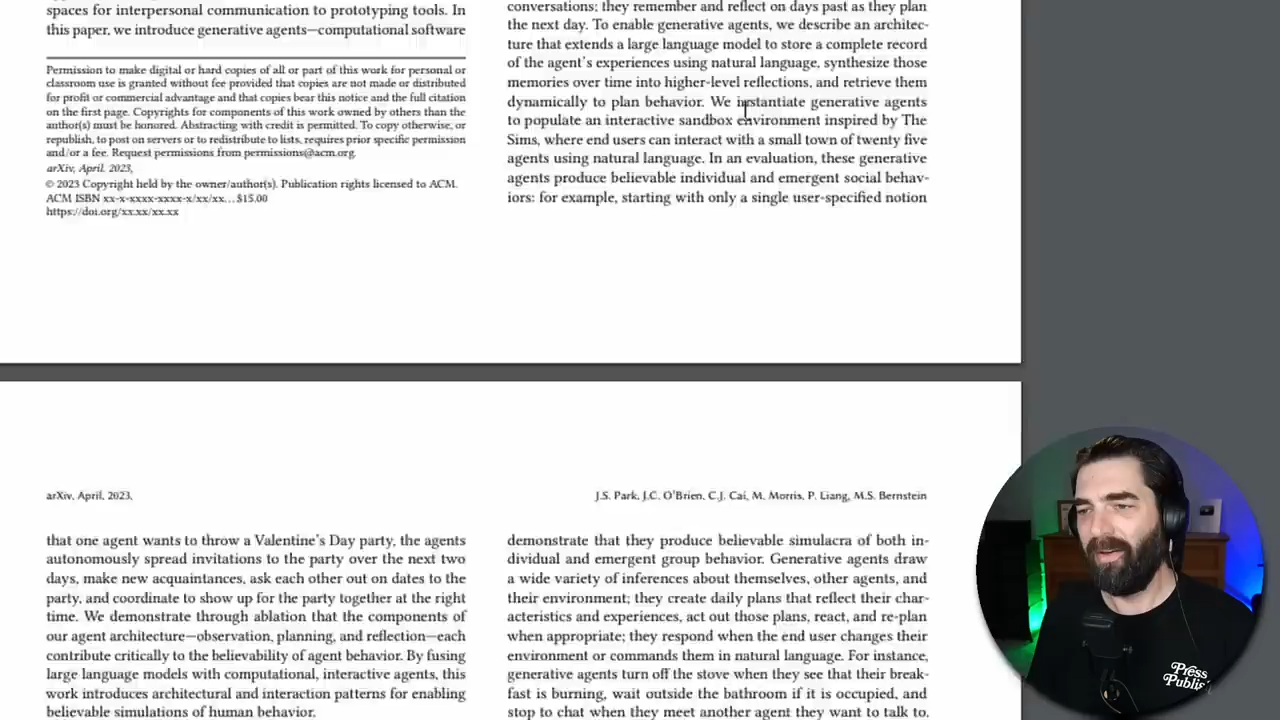 spaces for interpersonal communication to prototyping tools. In
this paper, we introduce generative agents—computational software
Permission to make digital or hard copies of all or part of this work for personal or
classroom use is granted without fee provided that copies are not made or distributed
for profit or commercial advantage and that copies bear this notice and the full citation
on the first page. Copyrights for components of this work owned by others than the
author(s) must be honored. Abstracting with credit is permitted. To copy otherwise, or
republish, to post on servers or to redistribute to lists, requires prior specific permission
and/or a fee. Request permissions from permissions@acm.org.
arXiv, April, 2023,
© 2023 Copyright held by the owner/author(s). Publication rights licensed to ACM.
ACM ISBN xx-x-xxxx-xxxx-x/xx/xx...$15.00
https://doi.org/xx.xx/xx.xx
conversations; they remember and reflect on days past as they plan
the next day. To enable generative agents, we describe an architec-
ture that extends a large language model to store a complete record
of the agent's experiences using natural language, synthesize those
memories over time into higher-level reflections, and retrieve them
dynamically to plan behavior. We instantiate generative agents
to populate an interactive sandbox environment inspired by The
Sims, where end users can interact with a small town of twenty five
agents using natural language. In an evaluation, these generative
agents produce believable individual and emergent social behav-
iors: for example, starting with only a single user-specified notion
arXiv, April, 2023,
J.S. Park, J.C. O'Brien, C.J. Cai, M. Morris, P. Liang, M.S. Bernstein
that one agent wants to throw a Valentine's Day party, the agents
autonomously spread invitations to the party over the next two
days, make new acquaintances, ask each other out on dates to the
party, and coordinate to show up for the party together at the right
time. We demonstrate through ablation that the components of
our agent architecture—observation, planning, and reflection—each
contribute critically to the believability of agent behavior. By fusing
large language models with computational, interactive agents, this
work introduces architectural and interaction patterns for enabling
believable simulations of human behavior.
demonstrate that they produce believable simulacra of both in-
dividual and emergent group behavior. Generative agents draw
a wide variety of inferences about themselves, other agents, and
their environment; they create daily plans that reflect their char-
acteristics and experiences, act out those plans, react, and re-plan
when appropriate; they respond when the end user changes their
environment or commands them in natural language. For instance,
generative agents turn off the stove when they see that their break-
fast is burning, wait outside the bathroom if it is occupied, and
stop to chat when they meet another agent they want to talk to.
Press
Publish